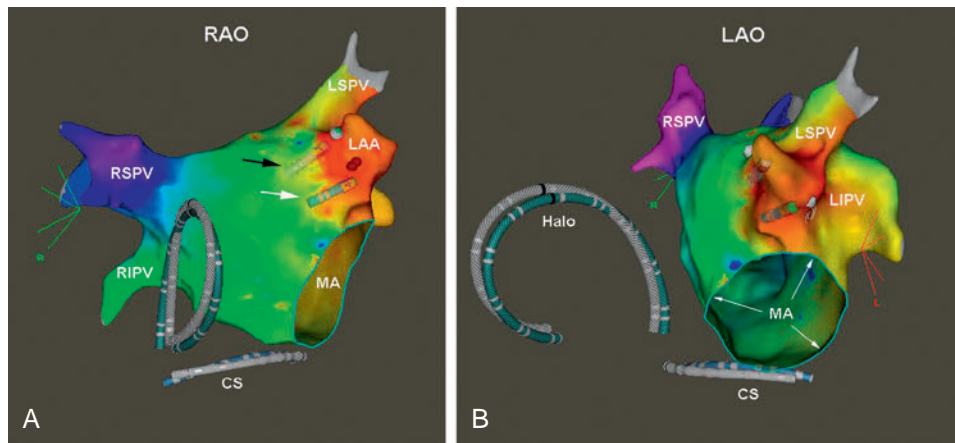 RAO
LSPV
LAA
RSPV
R
RIPV
MA
CS
A
LAO
RSPV
LSPV
R
LIPV
Halo
L
MA
CS
B